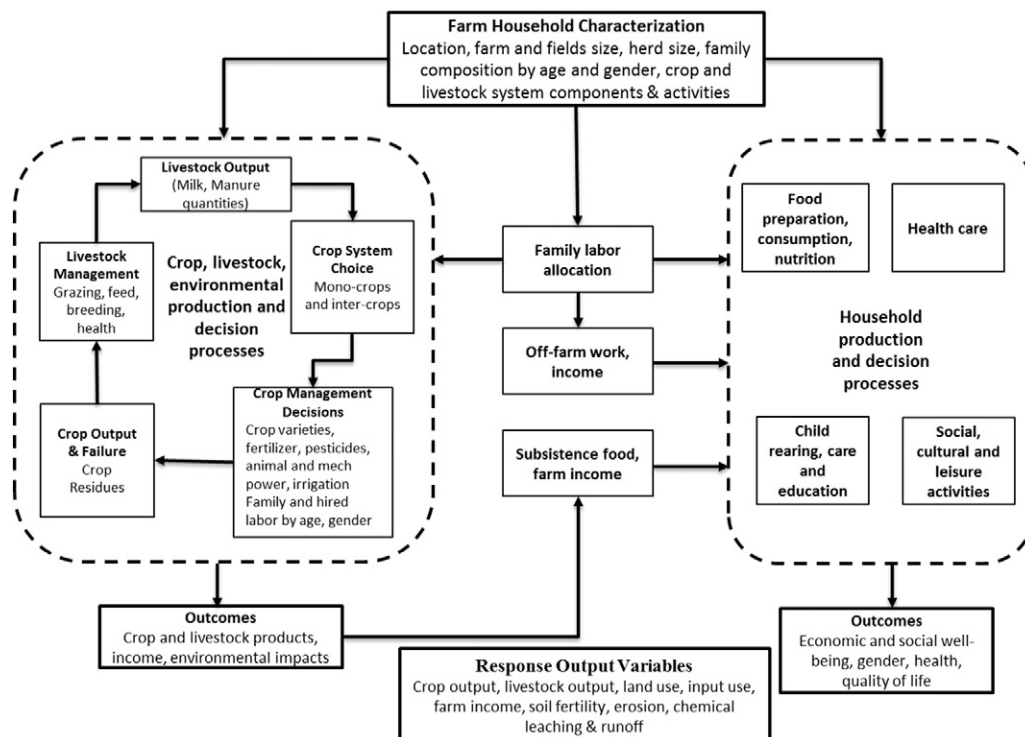 Farm Household Characterization
Location, farm and fields size, herd size, family
composition by age and gender, crop and
livestock system components & activities
Livestock Output
(Milk, Manure
quantities)
Livestock
Management
Grazing, feed,
breeding,
health
Crop, livestock,
environmental
production and
decision
processes
Crop System
Choice
Mono-crops
and inter-crops
Crop Output
& Failure
Crop
Residues
Crop Management
Decisions
Crop varieties,
fertilizer, pesticides,
animal and mech
power, irrigation
Family and hired
labor by age, gender
Family labor
allocation
Off-farm work,
income
Subsistence food,
farm income
Food
preparation,
consumption,
nutrition
Health care
Household
production
and decision
processes
Child
rearing, care
and
education
Social,
cultural and
leisure
activities
Outcomes
Crop and livestock products,
income, environmental impacts
Response Output Variables
Crop output, livestock output, land use, input use,
farm income, soil fertility, erosion, chemical
leaching & runoff
Outcomes
Economic and social well-
being, gender, health,
quality of life